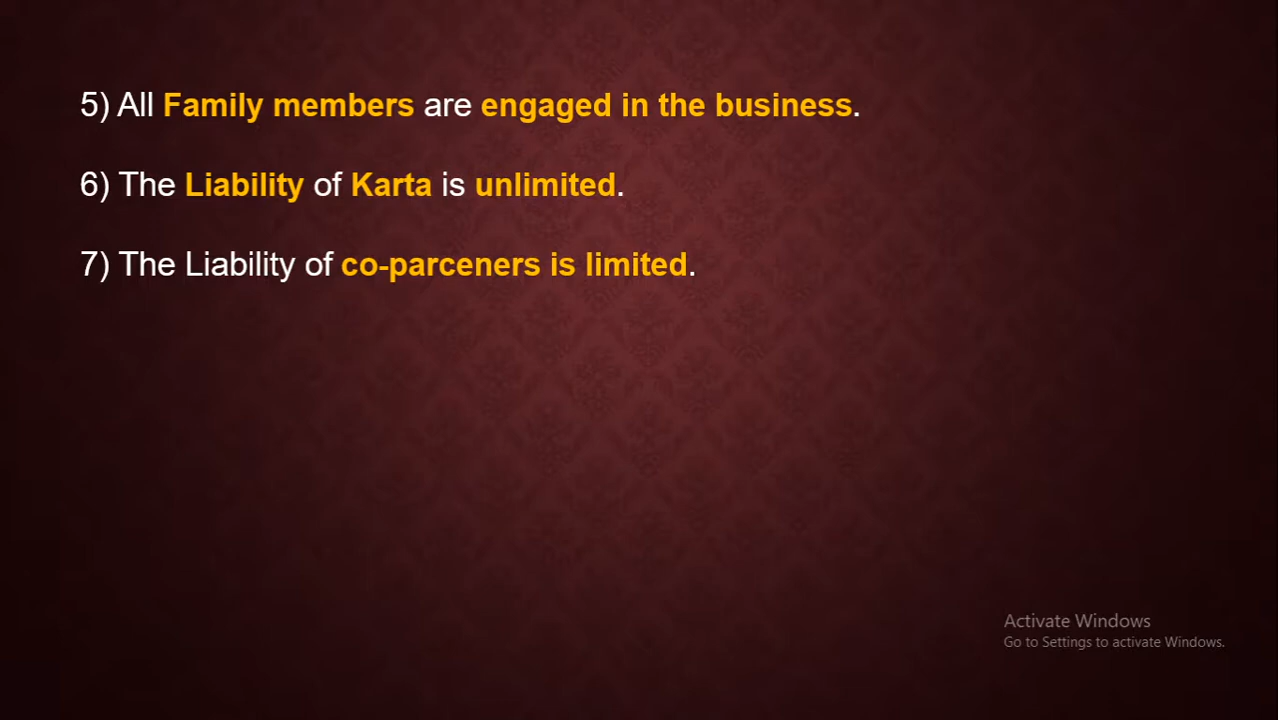 5) All Family members are engaged in the business.
6) The Liability of Karta is unlimited.
7) The Liability of co-parceners is limited.
Activate Windows
Go to Settings to activate Windows.